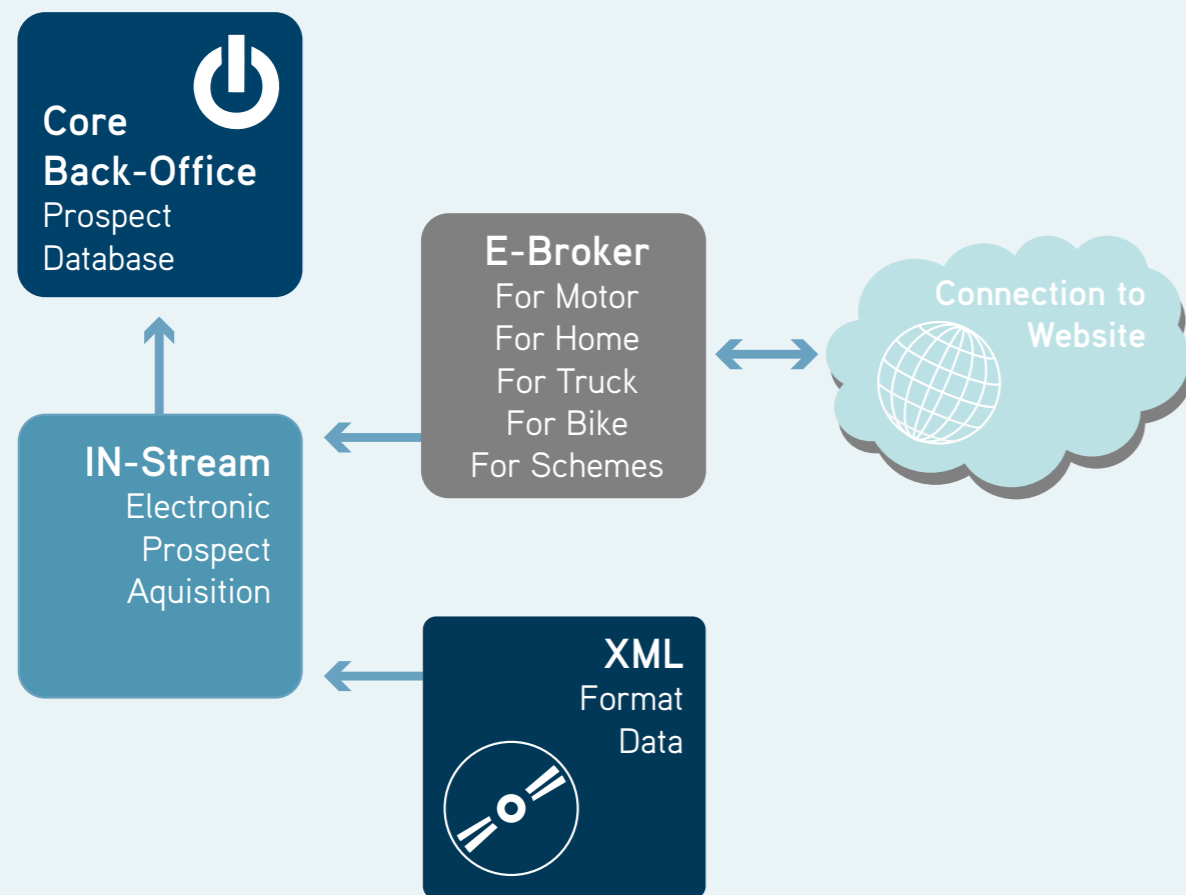 Core
Back-Office
Prospect
Database
E-Broker
For Motor
For Home
For Truck
For Bike
For Schemes
Connection to
Website
IN-Stream
Electronic
Prospect
Aquisition
XML
Format
Data